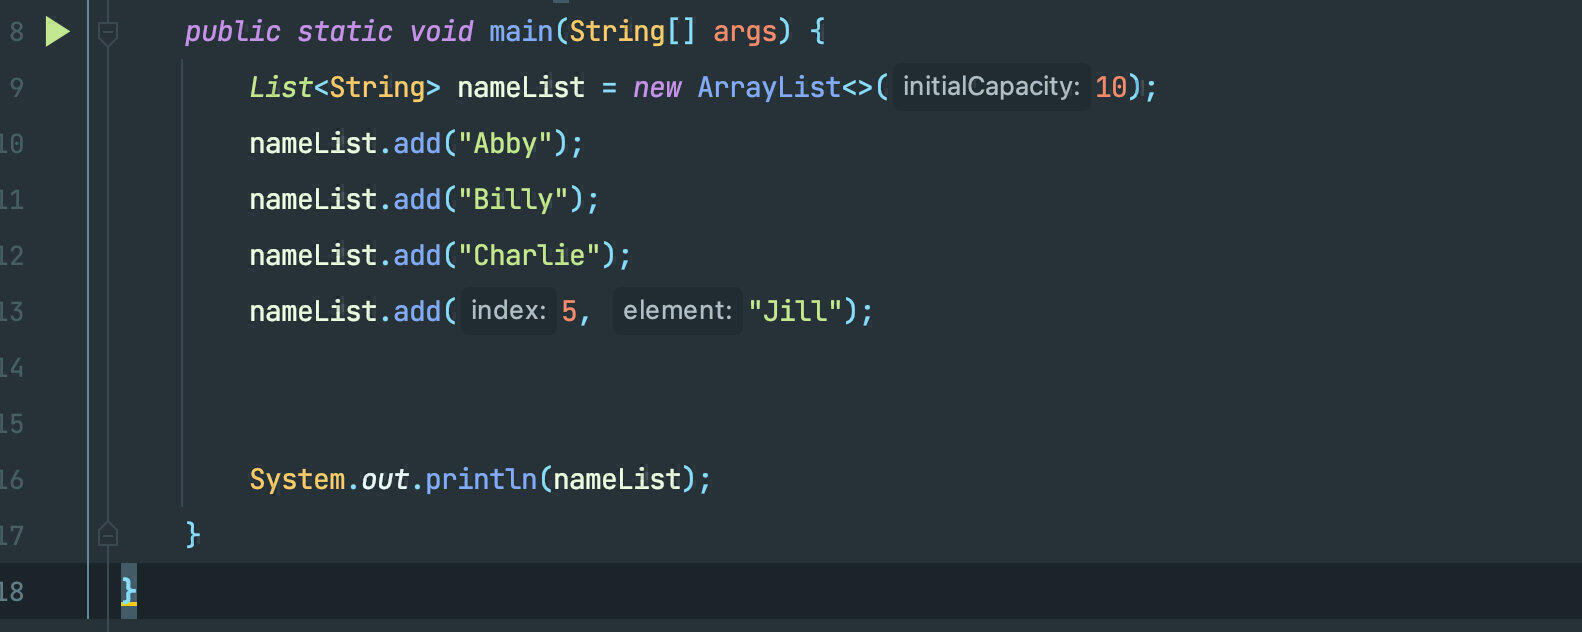 8 public static void main(String[] args) {
9 List<String> nameList = new ArrayList<>( initialCapacity: 10);
10 nameList.add("Abby");
11 nameList.add("Billy");
12 nameList.add("Charlie");
13 nameList.add( index: 5, element: "Jill");
14
15
16 System.out.println(nameList);
17 }
18 }